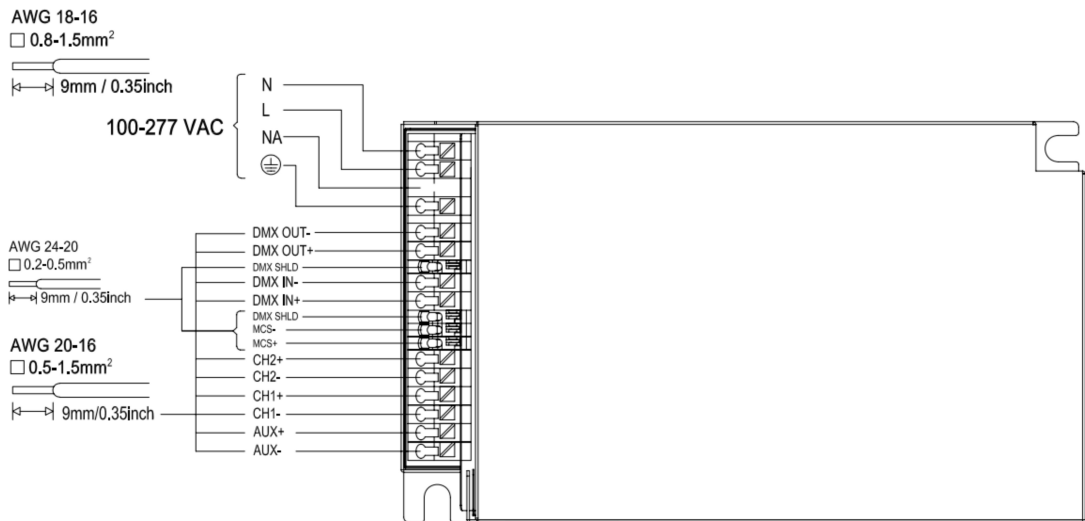 AWG 18-16
□ 0.8-1.5mm²
9mm / 0.35inch
100-277 VAC
N
L
NA
DMX OUT-
DMX OUT+
DMX SHLD
DMX IN-
DMX IN+
DMX SHLD
MCS-
MCS+
CH2+
CH2-
CH1+
CH1-
AUX+
AUX-
AWG 24-20
□ 0.2-0.5mm²
9mm / 0.35inch
AWG 20-16
□ 0.5-1.5mm²
9mm/0.35inch